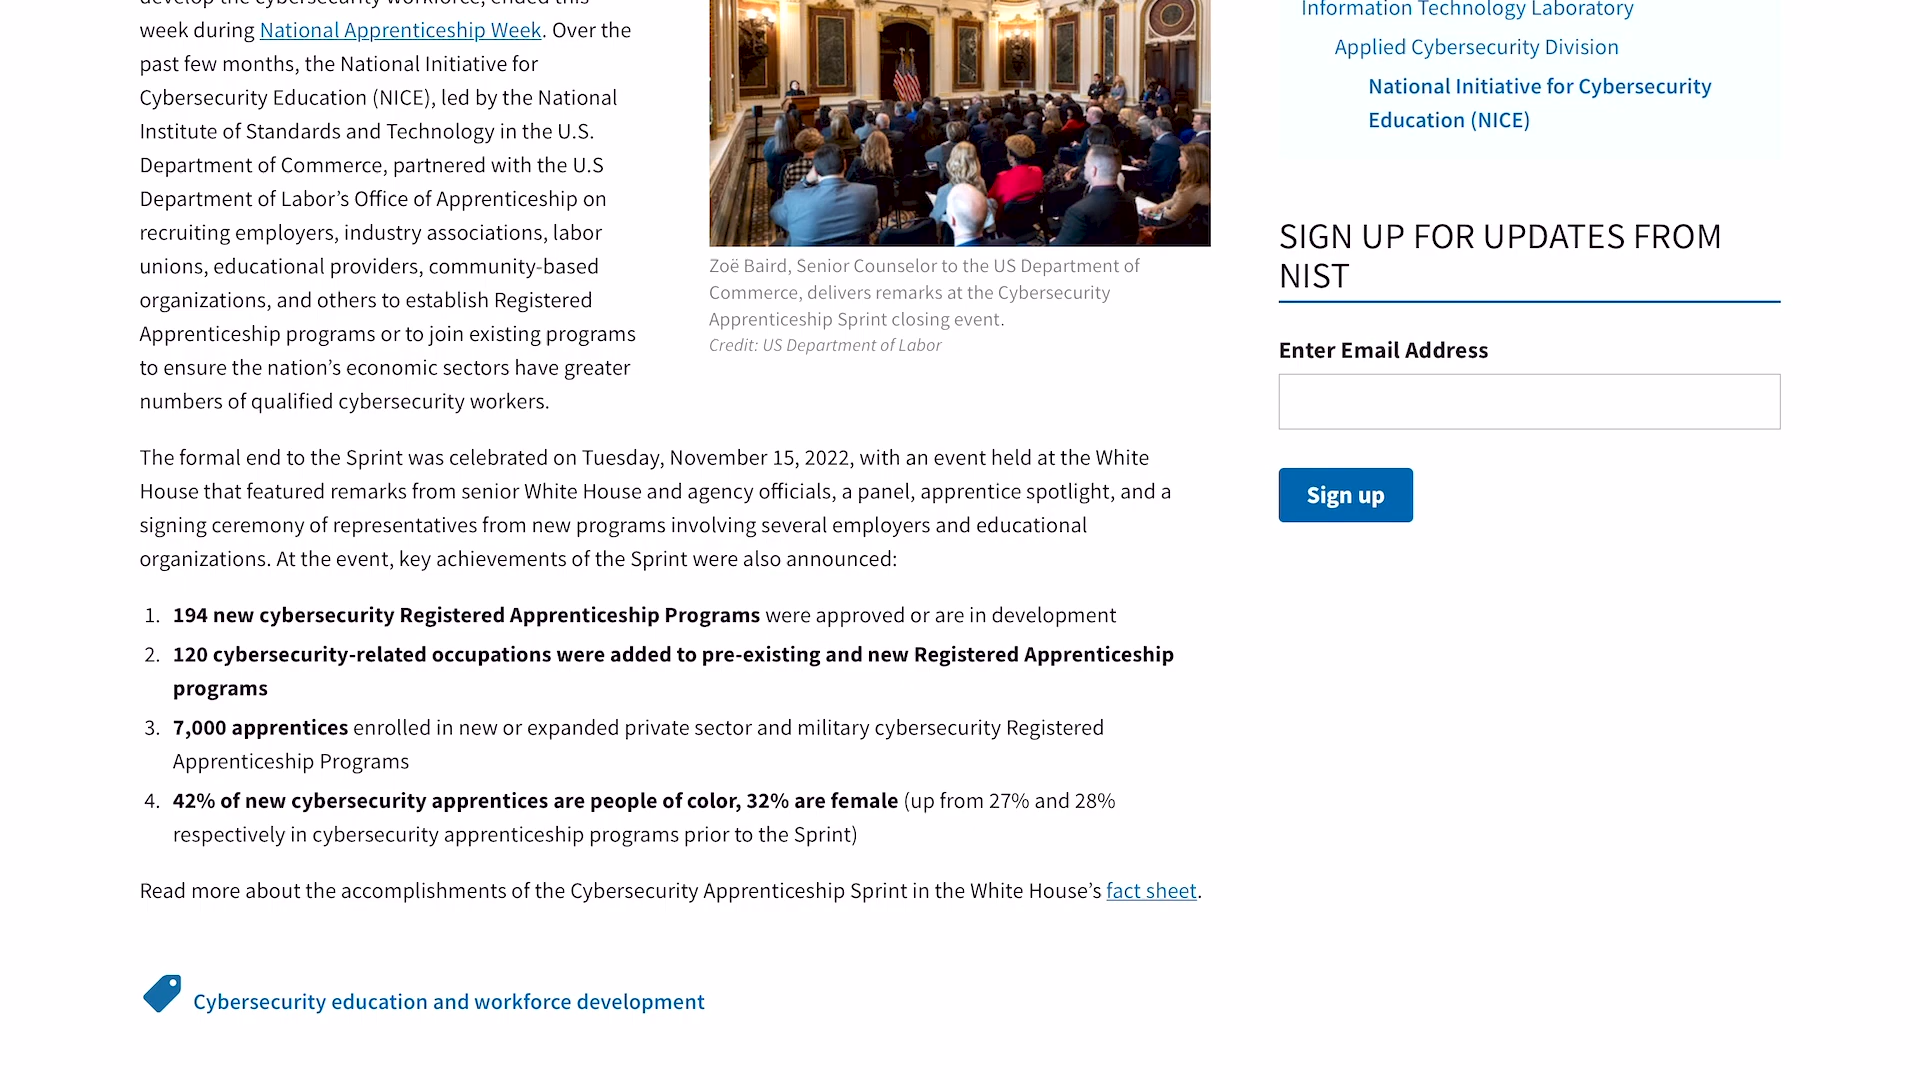 develop the cybersecurity workforce, ended this
week during National Apprenticeship Week. Over the
past few months, the National Initiative for
Cybersecurity Education (NICE), led by the National
Institute of Standards and Technology in the U.S.
Department of Commerce, partnered with the U.S
Department of Labor’s Office of Apprenticeship on
recruiting employers, industry associations, labor
unions, educational providers, community-based
organizations, and others to establish Registered
Apprenticeship programs or to join existing programs
to ensure the nation’s economic sectors have greater
numbers of qualified cybersecurity workers.
Zoë Baird, Senior Counselor to the US Department of
Commerce, delivers remarks at the Cybersecurity
Apprenticeship Sprint closing event.
Credit: US Department of Labor
The formal end to the Sprint was celebrated on Tuesday, November 15, 2022, with an event held at the White
House that featured remarks from senior White House and agency officials, a panel, apprentice spotlight, and a
signing ceremony of representatives from new programs involving several employers and educational
organizations. At the event, key achievements of the Sprint were also announced:
1. 194 new cybersecurity Registered Apprenticeship Programs were approved or are in development
2. 120 cybersecurity-related occupations were added to pre-existing and new Registered Apprenticeship
programs
3. 7,000 apprentices enrolled in new or expanded private sector and military cybersecurity Registered
Apprenticeship Programs
4. 42% of new cybersecurity apprentices are people of color, 32% are female (up from 27% and 28%
respectively in cybersecurity apprenticeship programs prior to the Sprint)
Read more about the accomplishments of the Cybersecurity Apprenticeship Sprint in the White House’s fact sheet.
Cybersecurity education and workforce development
Information Technology Laboratory
Applied Cybersecurity Division
National Initiative for Cybersecurity
Education (NICE)
SIGN UP FOR UPDATES FROM
NIST
Enter Email Address
Sign up